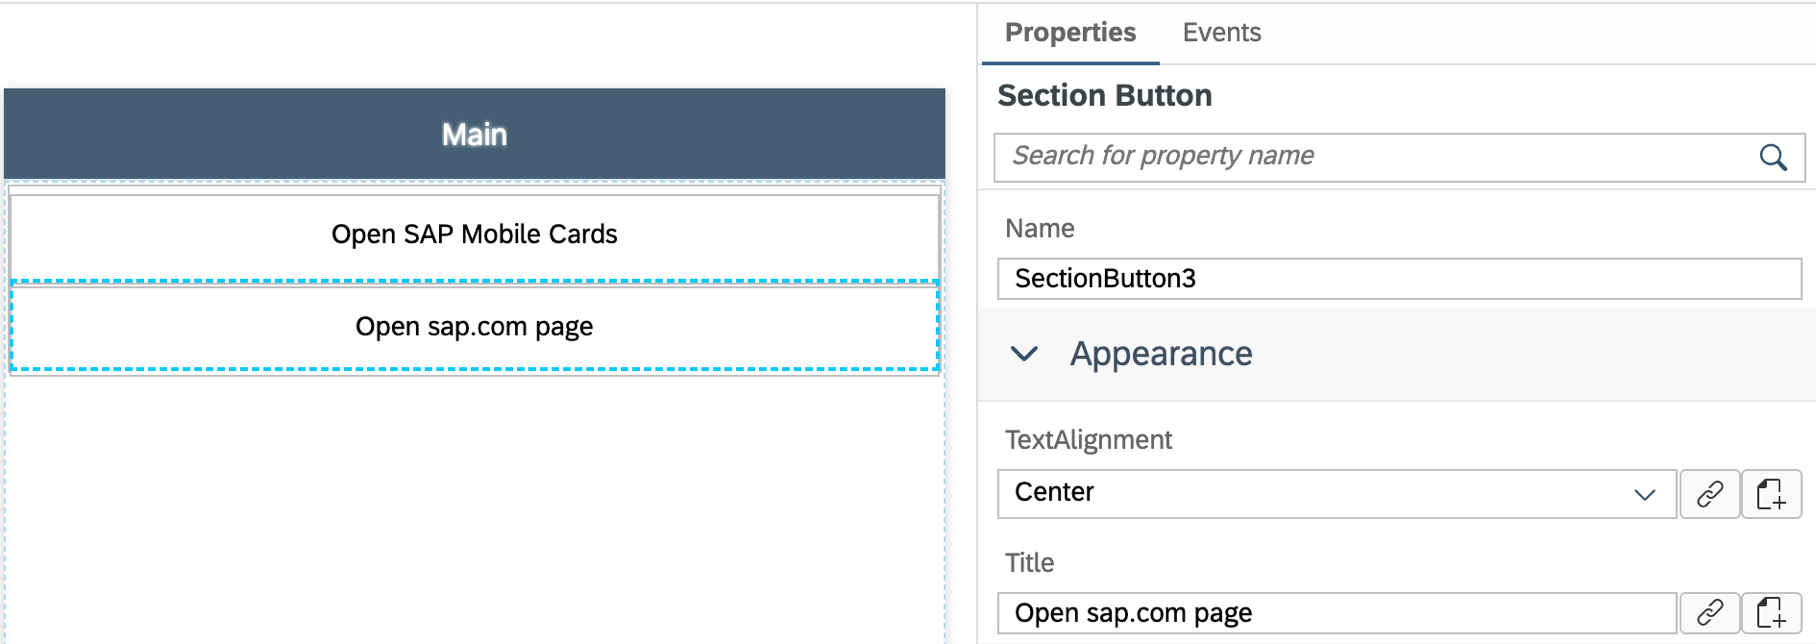 Main
Open SAP Mobile Cards
Open sap.com page
Properties Events
Section Button
Search for property name
Name
SectionButton3
Appearance
TextAlignment
Center
Title
Open sap.com page